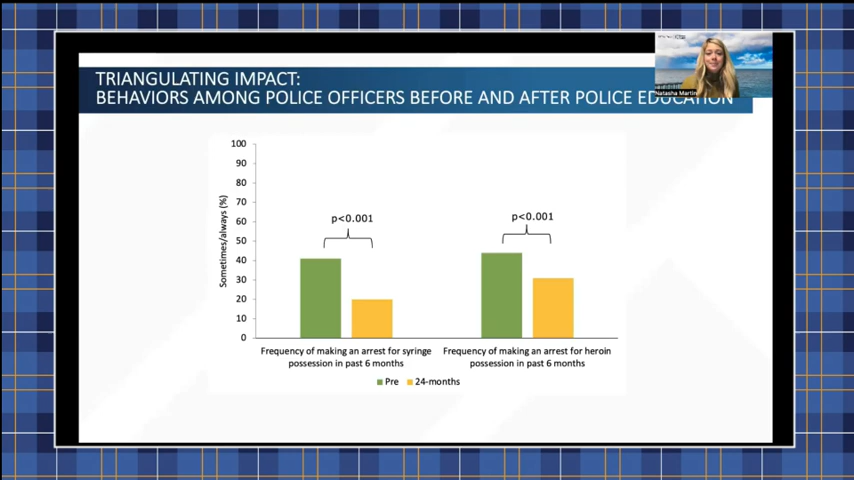 TRIANGULATING IMPACT:
BEHAVIORS AMONG POLICE OFFICERS BEFORE AND AFTER POLICE EDUCATION
Natasha Martin
100
90
80
70
60
50
40
30
20
10
0
Sometimes/always (%)
p<0.001
p<0.001
Frequency of making an arrest for syringe
possession in past 6 months
Frequency of making an arrest for heroin
possession in past 6 months
Pre
24-months